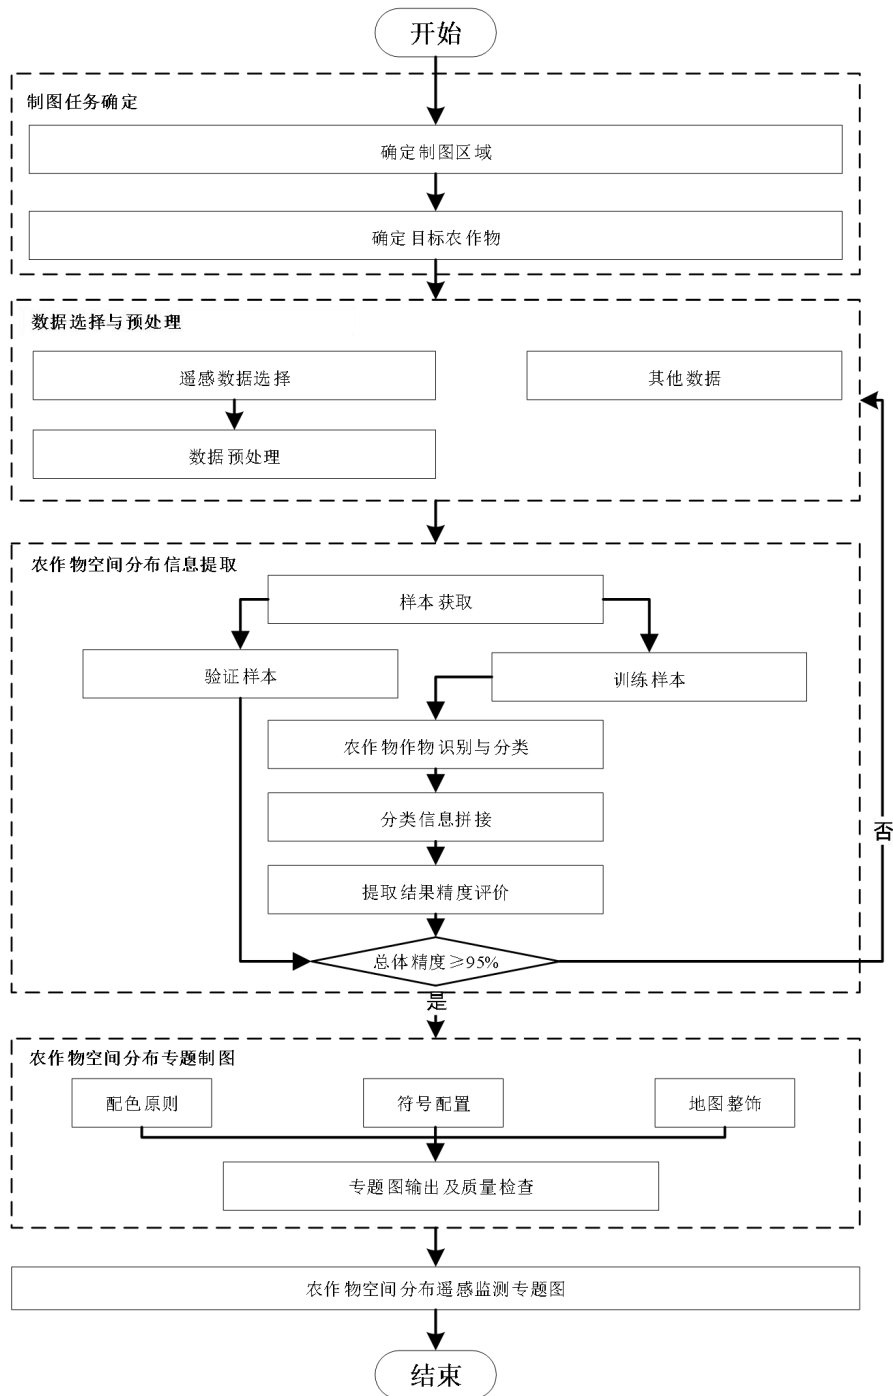 开始
制图任务确定
确定制图区域
确定目标农作物
数据选择与预处理
遥感数据选择
其他数据
数据预处理
农作物空间分布信息提取
样本获取
验证样本
训练样本
农作物作物识别与分类
分类信息拼接
否
提取结果精度评价
总体精度≥95%
是
农作物空间分布专题制图
配色原则
符号配置
地图整饰
专题图输出及质量检查
农作物空间分布遥感监测专题图
结束